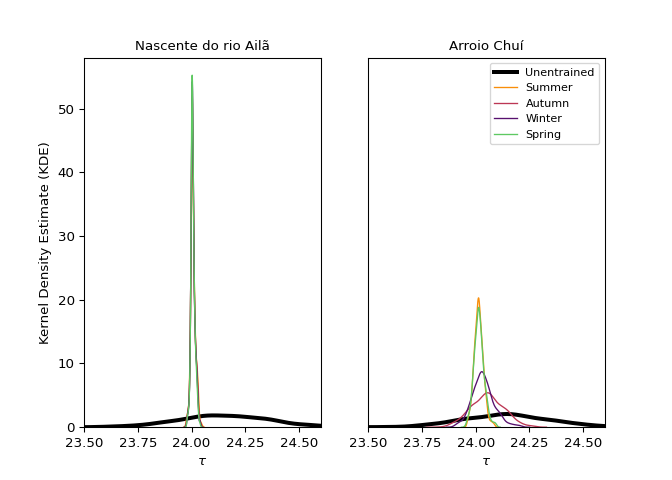 Nascente do rio Ailã
Arroio Chuí
Kernel Density Estimate (KDE)
50
40
30
20
10
0
23.50 23.75 24.00 24.25 24.50
τ
Unentrained
Summer
Autumn
Winter
Spring
23.50 23.75 24.00 24.25 24.50
τ